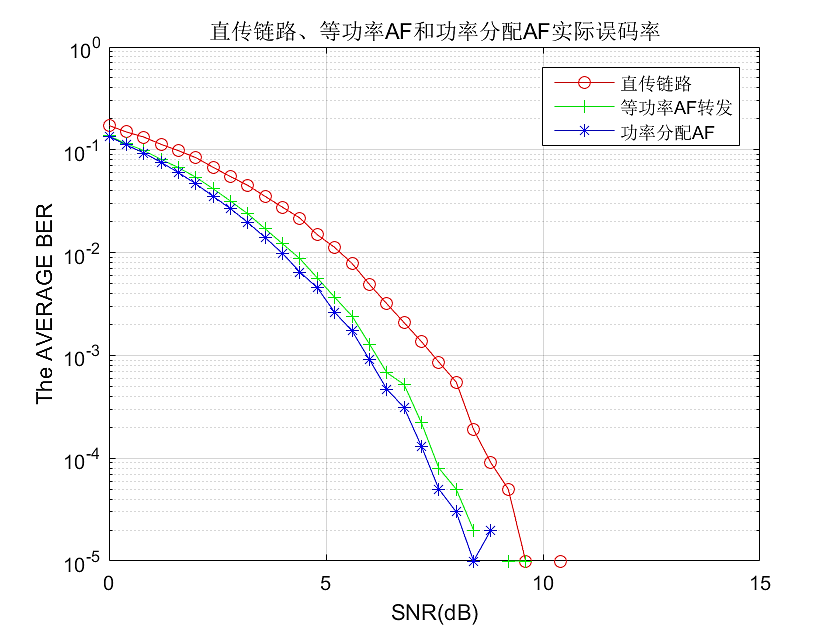 直传链路、等功率AF和功率分配AF实际误码率
直传链路
等功率AF转发
功率分配AF
The AVERAGE BER
10^0
10^-1
10^-2
10^-3
10^-4
10^-5
0 5 10 15
SNR(dB)